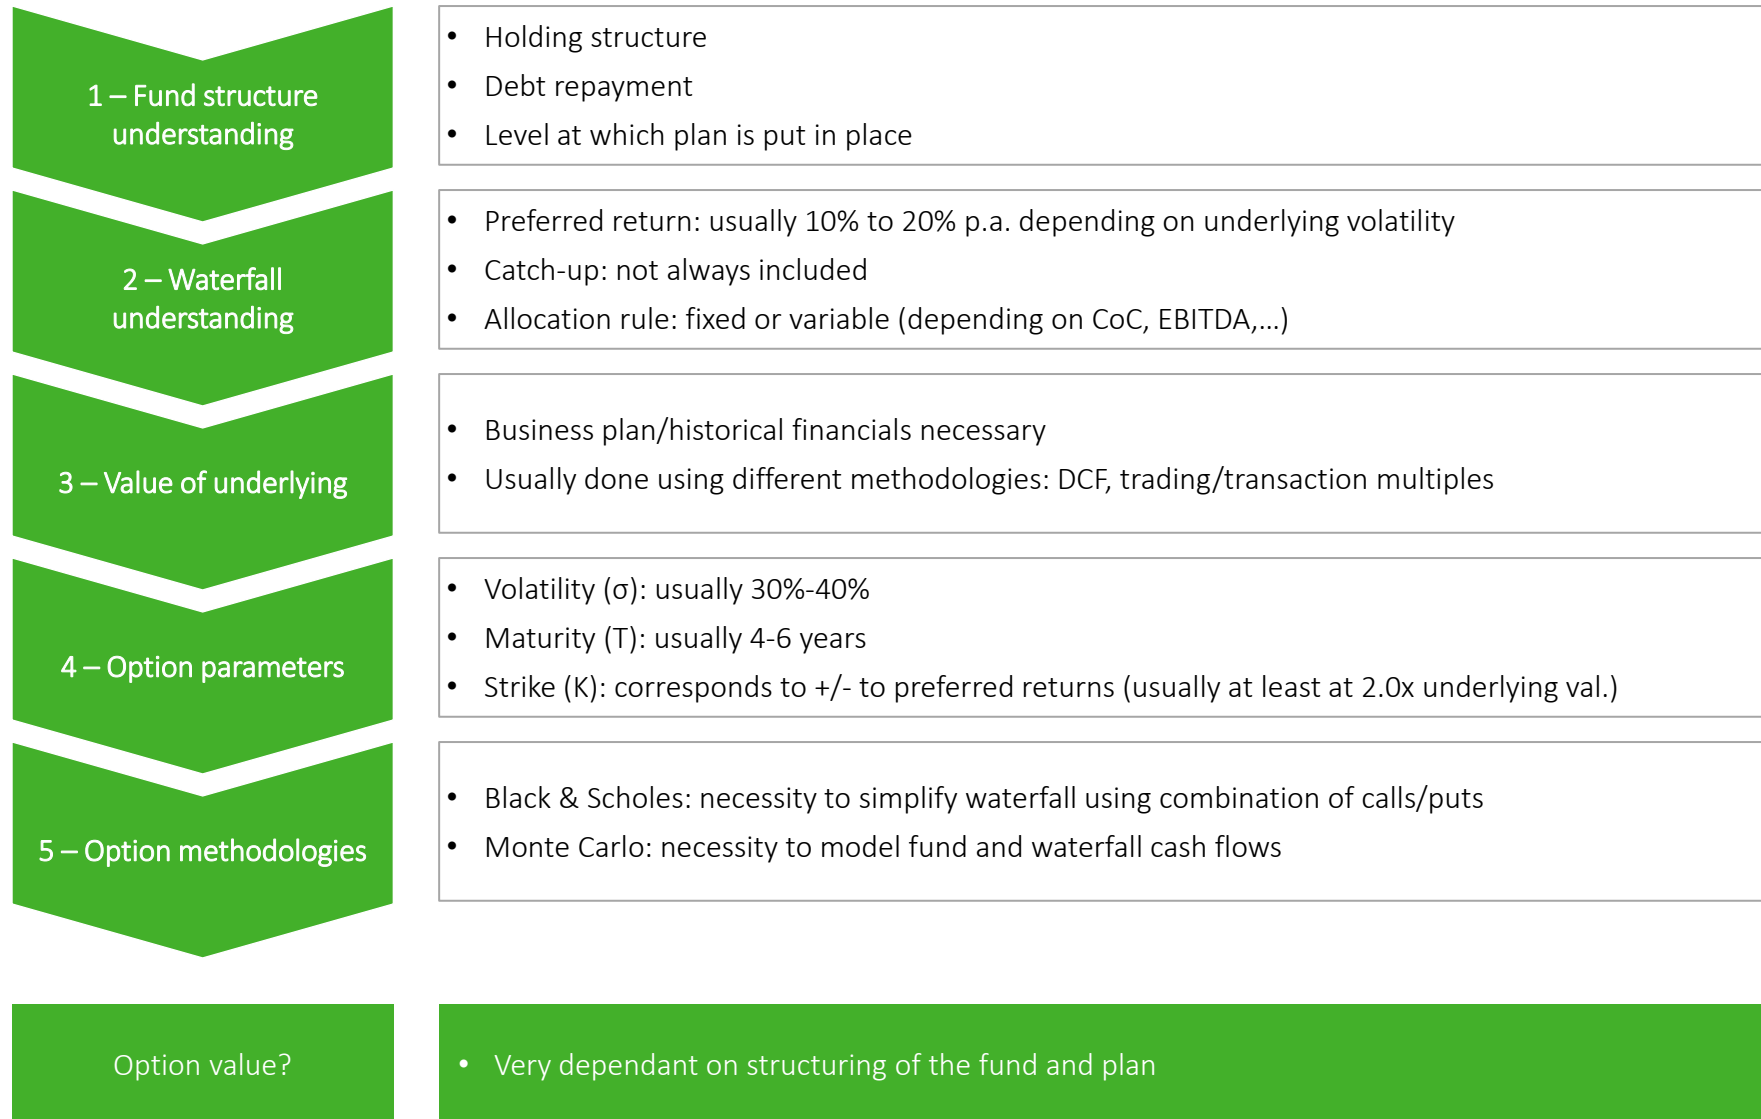 1 – Fund structure
understanding
• Holding structure
• Debt repayment
• Level at which plan is put in place
2 – Waterfall
understanding
• Preferred return: usually 10% to 20% p.a. depending on underlying volatility
• Catch-up: not always included
• Allocation rule: fixed or variable (depending on CoC, EBITDA,...)
3 – Value of underlying
• Business plan/historical financials necessary
• Usually done using different methodologies: DCF, trading/transaction multiples
4 – Option parameters
• Volatility (σ): usually 30%-40%
• Maturity (T): usually 4-6 years
• Strike (K): corresponds to +/- to preferred returns (usually at least at 2.0x underlying val.)
5 – Option methodologies
• Black & Scholes: necessity to simplify waterfall using combination of calls/puts
• Monte Carlo: necessity to model fund and waterfall cash flows
Option value?
• Very dependant on structuring of the fund and plan